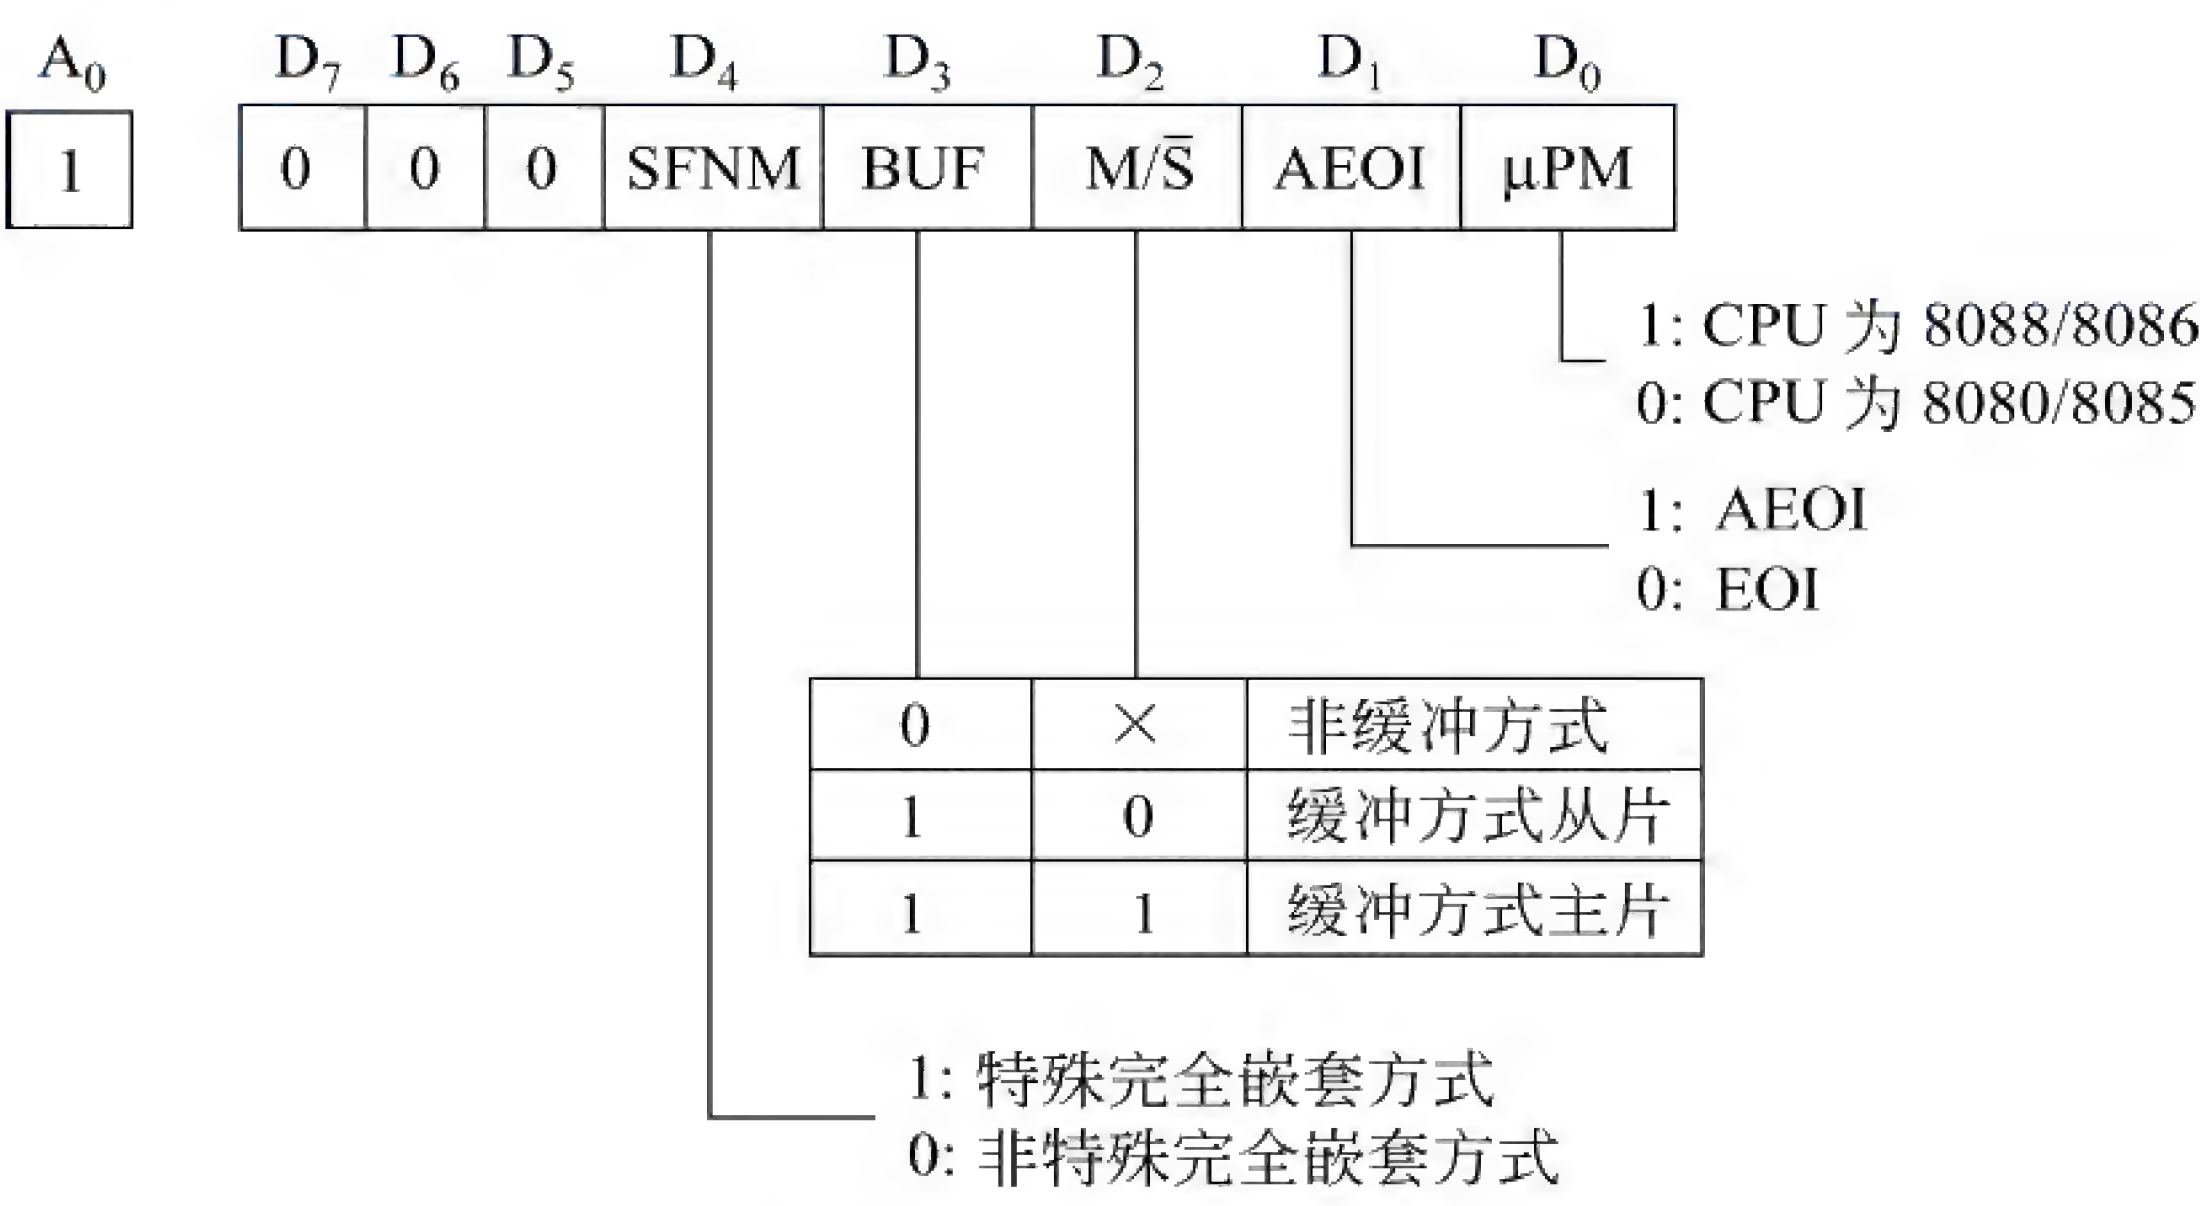 A₀ D₇ D₆ D₅ D₄ D₃ D₂ D₁ D₀
1 0 0 0 SFNM BUF M/S̅ AEOI μPM
1: CPU 为 8088/8086
0: CPU 为 8080/8085
1: AEOI
0: EOI
0 × 非缓冲方式
1 0 缓冲方式从片
1 1 缓冲方式主片
1: 特殊完全嵌套方式
0: 非特殊完全嵌套方式